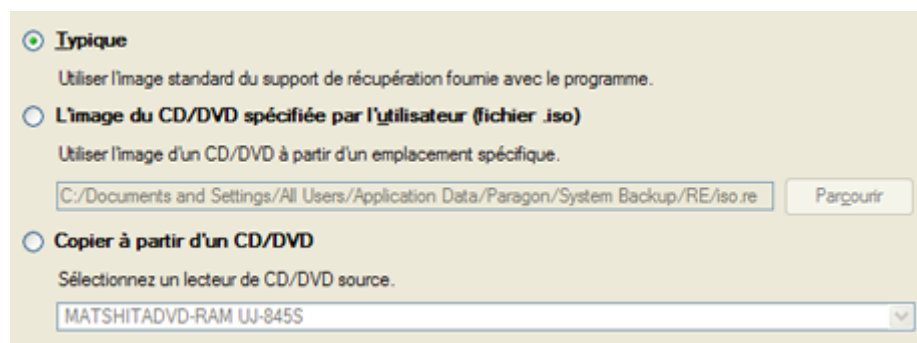 Typique
Utiliser l'image standard du support de récupération fournie avec le programme.
L'image du CD/DVD spécifiée par l'utilisateur (fichier .iso)
Utiliser l'image d'un CD/DVD à partir d'un emplacement spécifique.
C:/Documents and Settings/All Users/Application Data/Paragon/System Backup/RE/iso.re
Parcourir
Copier à partir d'un CD/DVD
Sélectionnez un lecteur de CD/DVD source.
MATSHITADVD-RAM UJ-845S